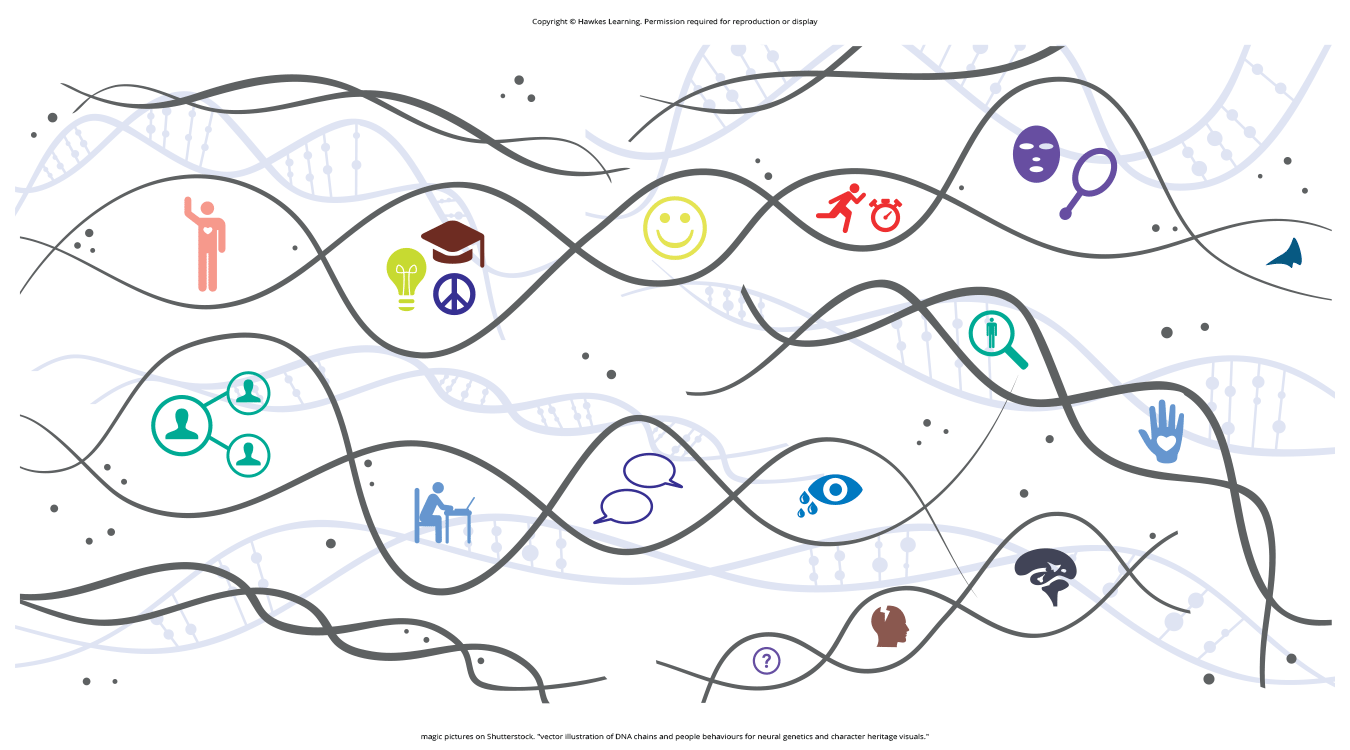 Copyright © Hawkes Learning. Permission required for reproduction or display
?
magic pictures on Shutterstock. "vector illustration of DNA chains and people behaviours for neural genetics and character heritage visuals."